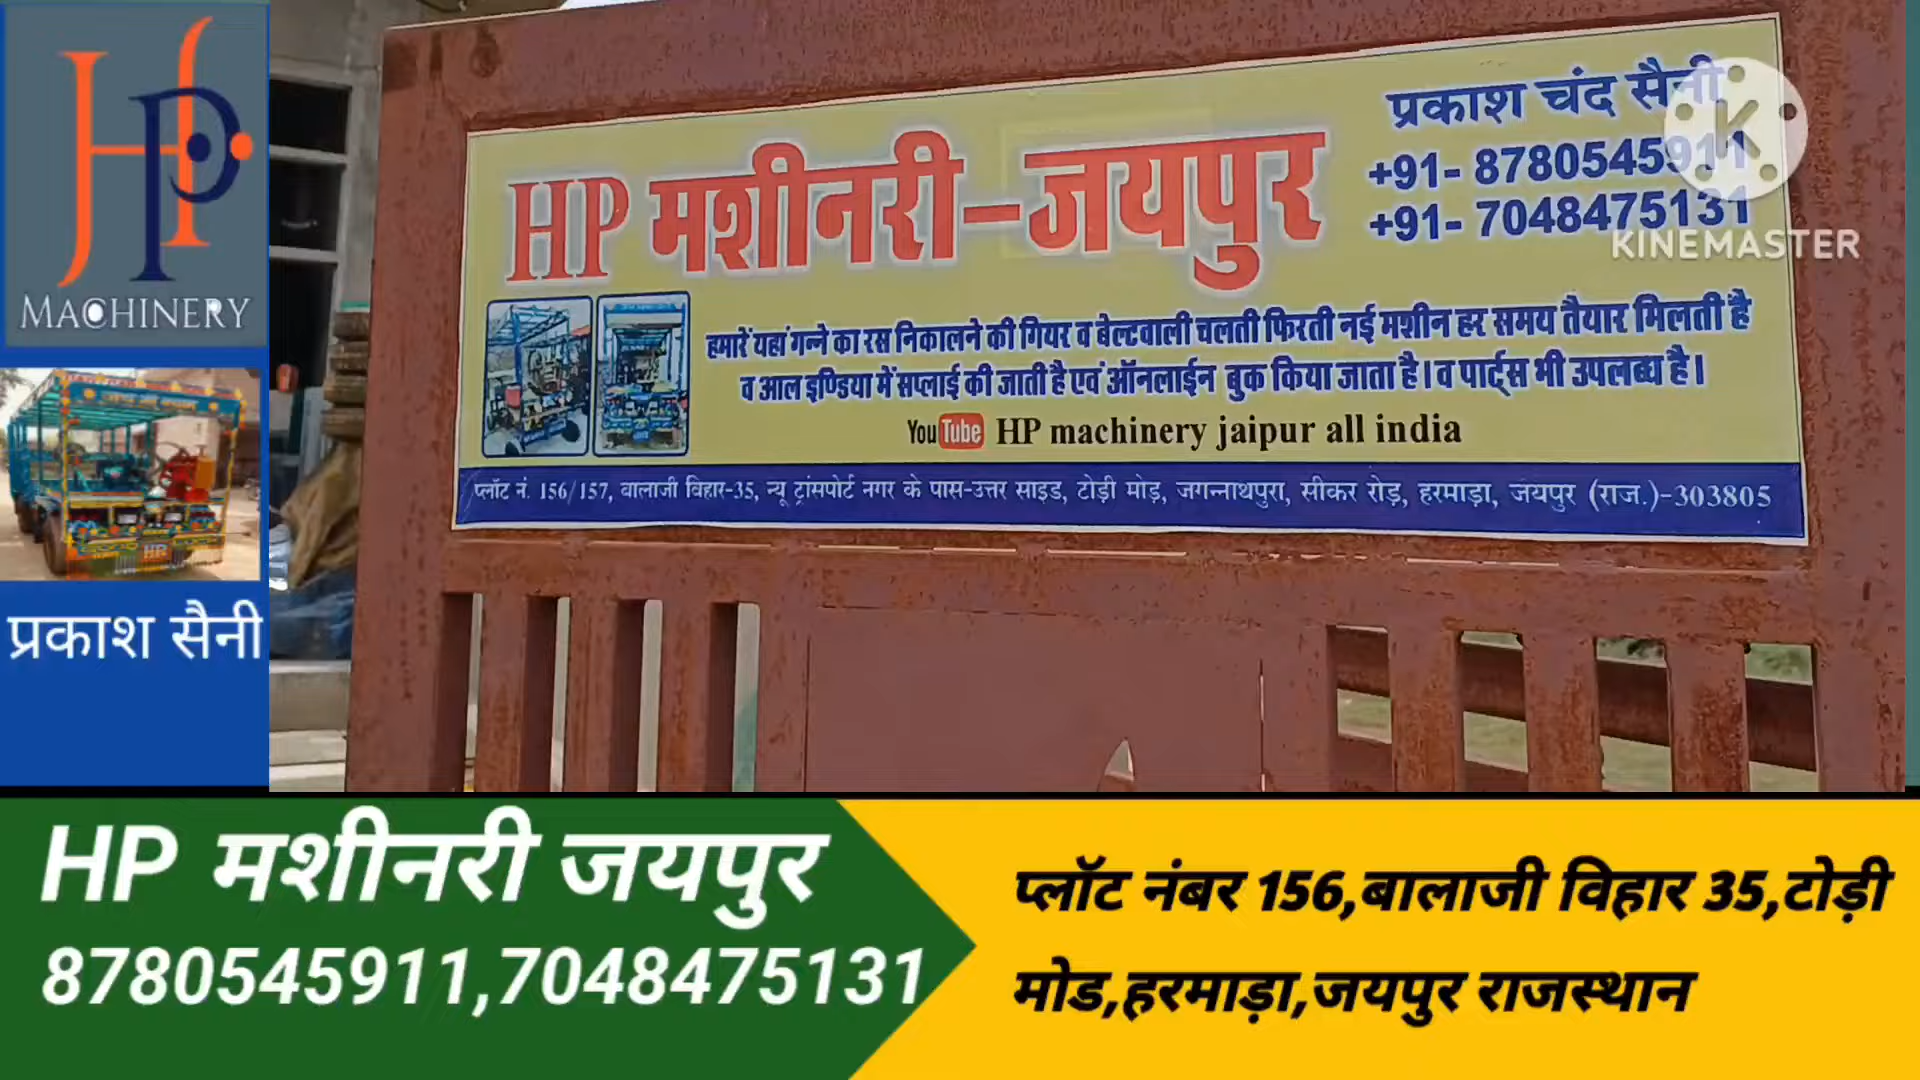 HP
MACHINERY
प्रकाश सैनी
प्रकाश चंद सैनी
+91- 8780545911
+91- 7048475131
KINEMASTER
HP मशीनरी-जयपुर
हमारें यहां गन्ने का रस निकालने की गियर व बेल्टवाली चलती फिरती नई मशीन हर समय तैयार मिलती है
व आल इण्डिया में सप्लाई की जाती है एवं ऑनलाईन बुक किया जाता है। व पार्ट्स भी उपलब्ध है।
YouTube HP machinery jaipur all india
प्लॉट नं. 156/157, बालाजी विहार-35, न्यू ट्रांसपोर्ट नगर के पास-उत्तर साइड, टोड़ी मोड़, जगन्नाथपुरा, सीकर रोड़, हरमाड़ा, जयपुर (राज.)-303805
HP मशीनरी जयपुर
8780545911,7048475131
प्लॉट नंबर 156,बालाजी विहार 35,टोड़ी
मोड,हरमाड़ा,जयपुर राजस्थान